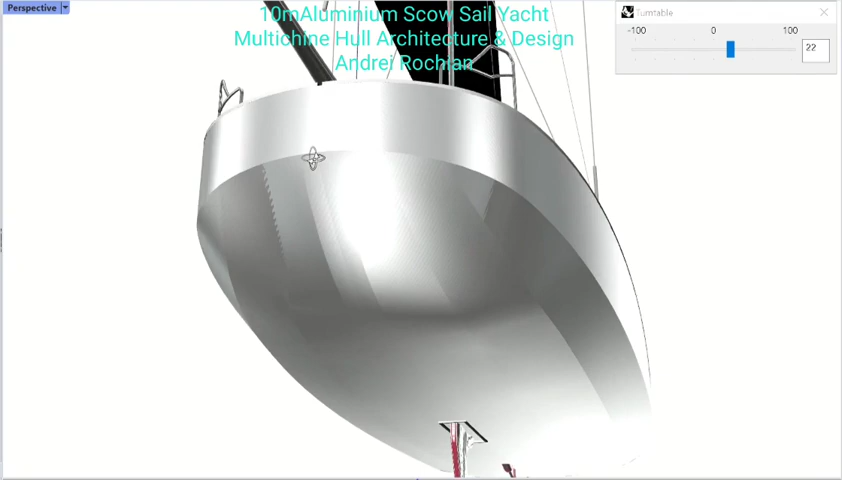 Perspective
10mAluminium Scow Sail Yacht
Multichine Hull Architecture & Design
Andrei Rochian
Turntable
-100 0 100
22